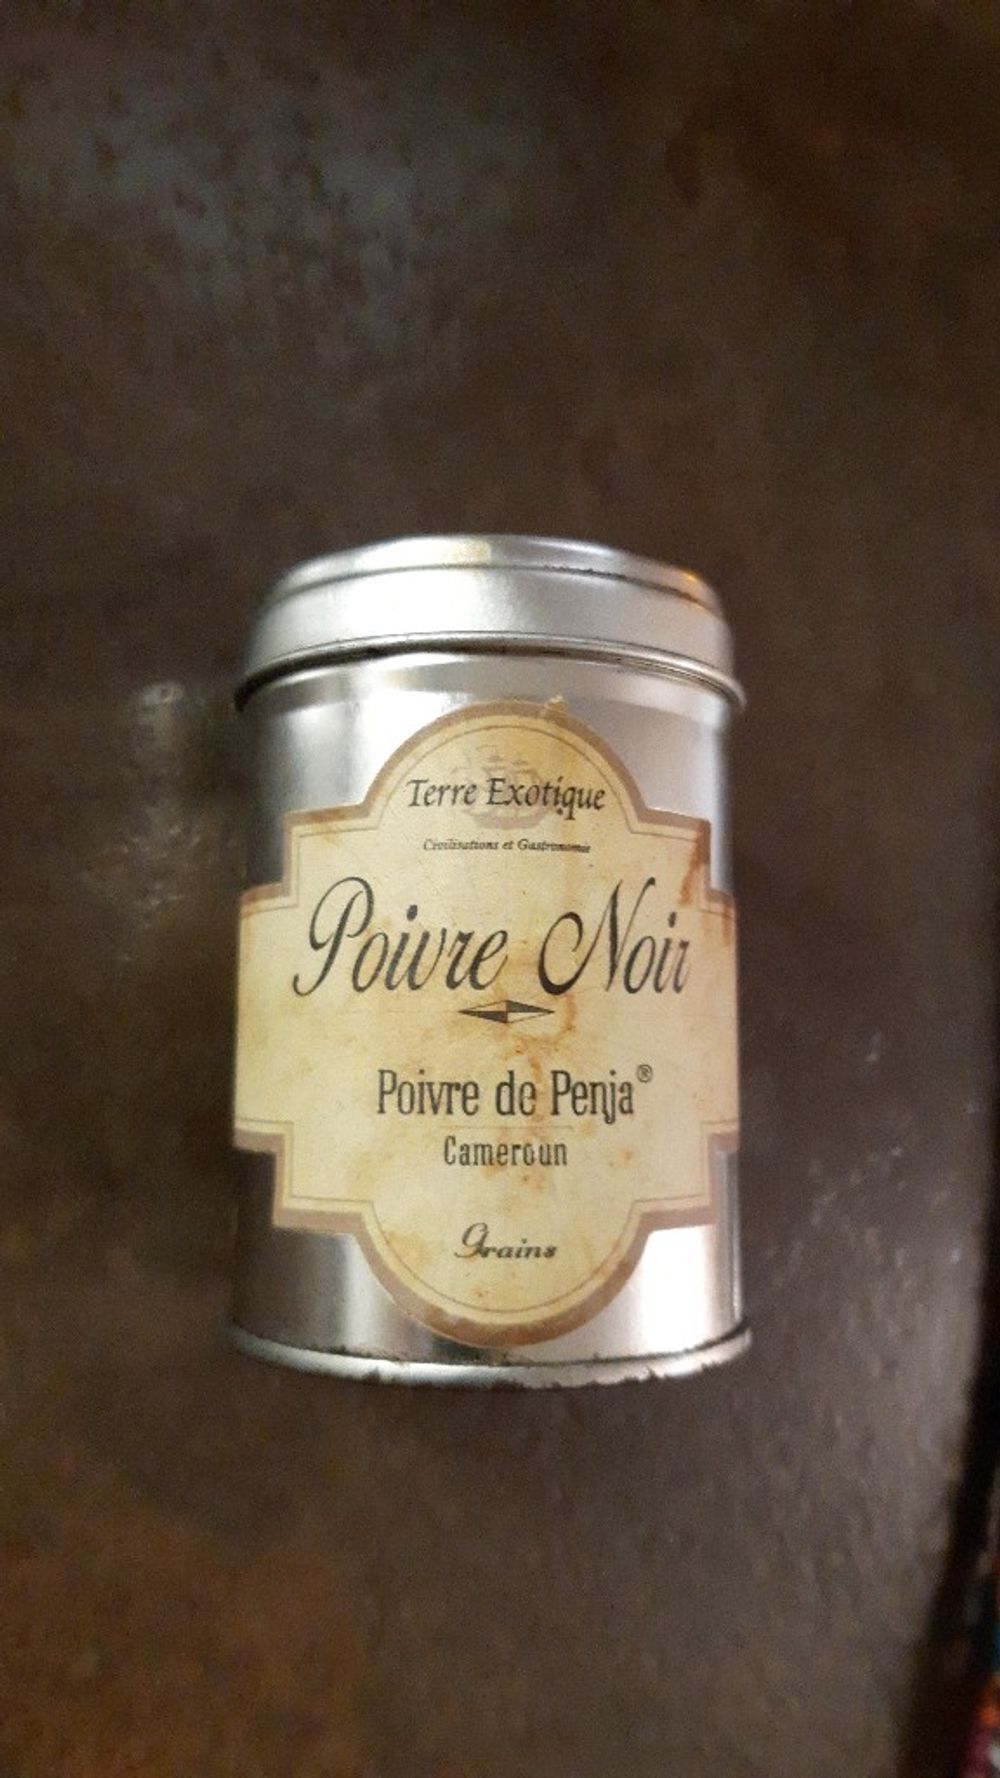 Terre Exotique
Civilisations et Gastronomie
Poivre Noir
Poivre de Penja®
Cameroun
Grains